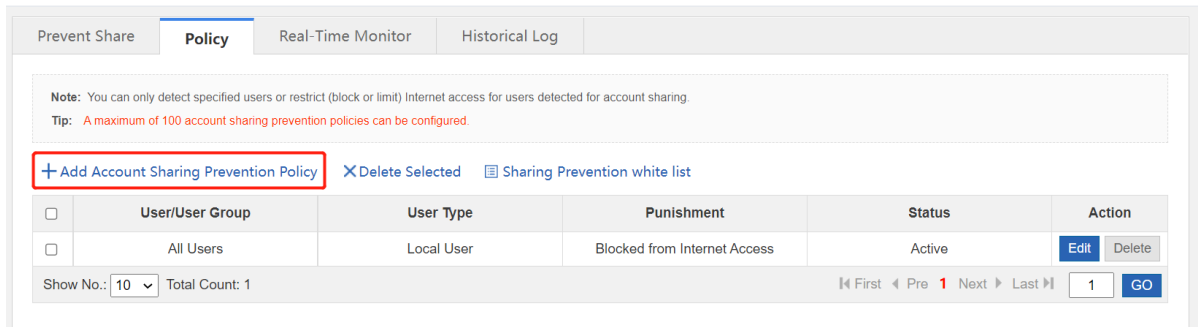 Prevent Share Policy Real-Time Monitor Historical Log
Note: You can only detect specified users or restrict (block or limit) Internet access for users detected for account sharing.
Tip: A maximum of 100 account sharing prevention policies can be configured.
Add Account Sharing Prevention Policy Delete Selected Sharing Prevention white list
User/User Group User Type Punishment Status Action
All Users Local User Blocked from Internet Access Active Edit Delete
Show No.: 10 Total Count: 1 First Pre 1 Next Last 1 GO